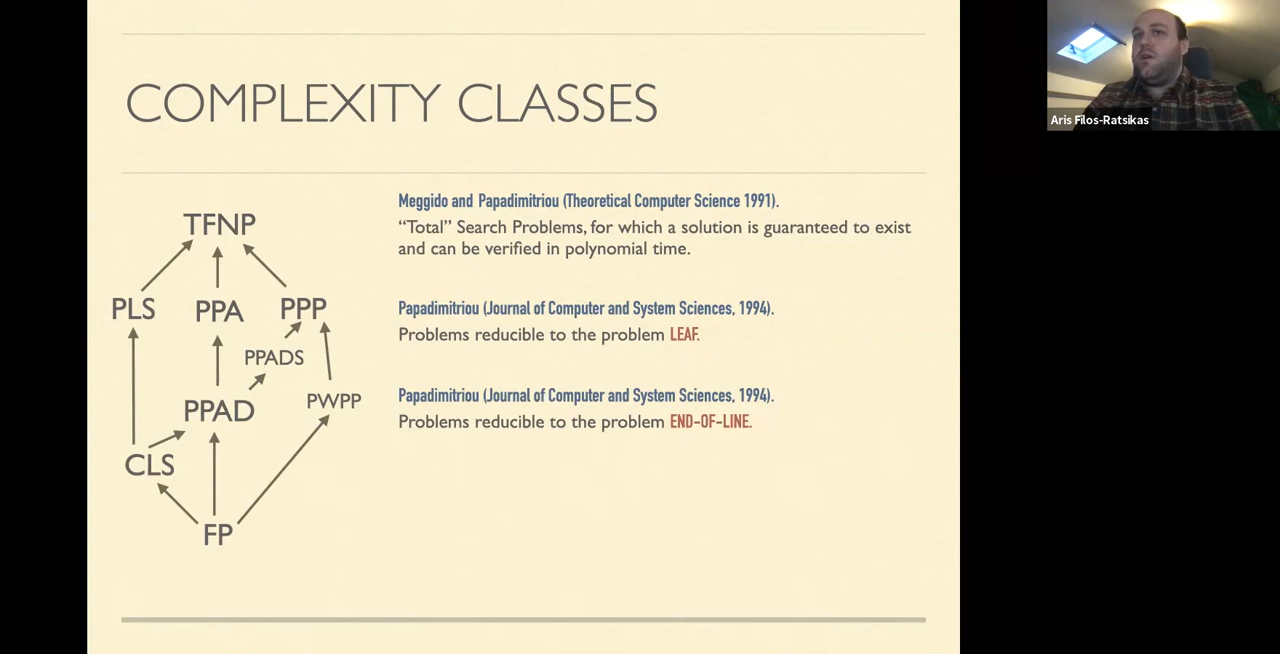 COMPLEXITY CLASSES
Aris Filos-Ratsikas
TFNP
PLS PPA PPP
PPADS
PPAD PWPP
CLS
FP
Meggido and Papadimitriou (Theoretical Computer Science 1991).
“Total” Search Problems, for which a solution is guaranteed to exist
and can be verified in polynomial time.
Papadimitriou (Journal of Computer and System Sciences, 1994).
Problems reducible to the problem LEAF.
Papadimitriou (Journal of Computer and System Sciences, 1994).
Problems reducible to the problem END-OF-LINE.